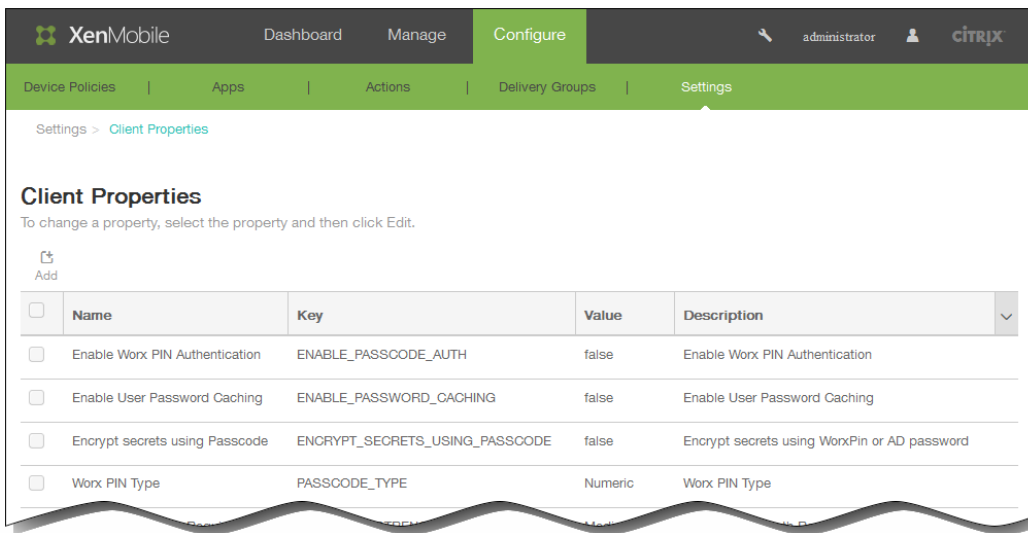 XenMobile Dashboard Manage Configure administrator CİTRIX
Device Policies | Apps | Actions | Delivery Groups | Settings
Settings > Client Properties
Client Properties
To change a property, select the property and then click Edit.
Add
Name Key Value Description
Enable Worx PIN Authentication ENABLE_PASSCODE_AUTH false Enable Worx PIN Authentication
Enable User Password Caching ENABLE_PASSWORD_CACHING false Enable User Password Caching
Encrypt secrets using Passcode ENCRYPT_SECRETS_USING_PASSCODE false Encrypt secrets using WorxPin or AD password
Worx PIN Type PASSCODE_TYPE Numeric Worx PIN Type